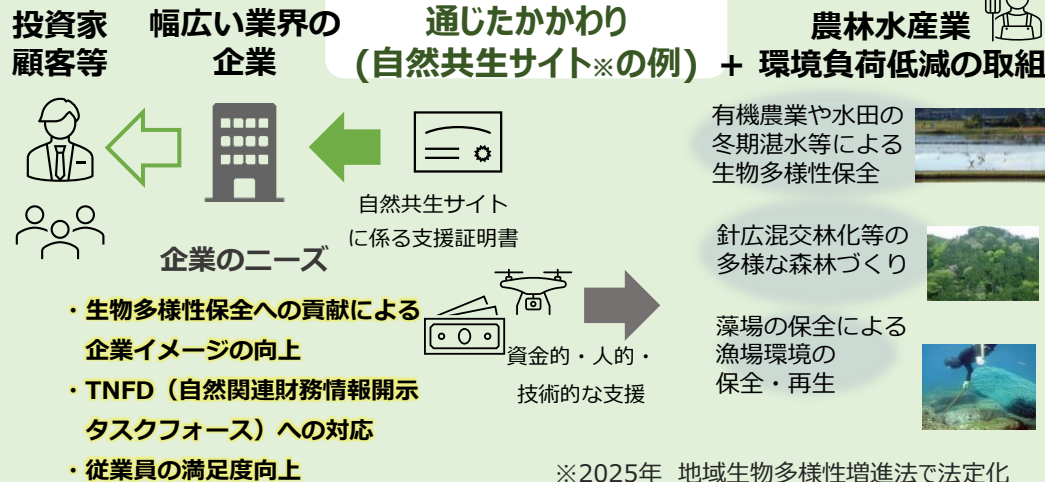 投資家
顧客等
幅広い業界の
企業
通じたかかわり
(自然共生サイト※の例)
農林水産業
+ 環境負荷低減の取組
自然共生サイト
に係る支援証明書
企業のニーズ
・生物多様性保全への貢献による
企業イメージの向上
・TNFD（自然関連財務情報開示
タスクフォース）への対応
・従業員の満足度向上
資金的・人的・
技術的な支援
有機農業や水田の
冬期湛水等による
生物多様性保全
針広混交林化等の
多様な森林づくり
藻場の保全による
漁場環境の
保全・再生
※2025年 地域生物多様性増進法で法定化